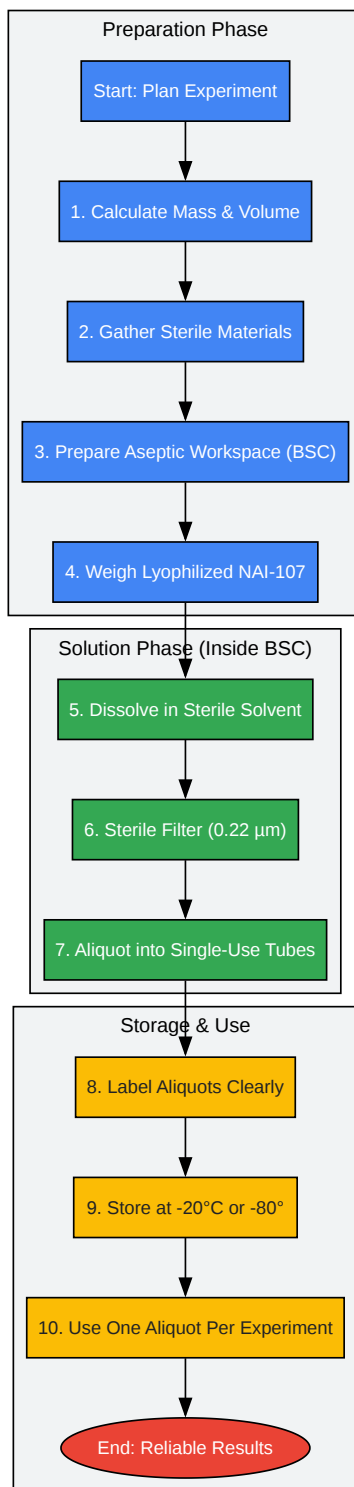 Preparation Phase
Start: Plan Experiment
1. Calculate Mass & Volume
2. Gather Sterile Materials
3. Prepare Aseptic Workspace (BSC)
4. Weigh Lyophilized NAI-107
Solution Phase (Inside BSC)
5. Dissolve in Sterile Solvent
6. Sterile Filter (0.22 µm)
7. Aliquot into Single-Use Tubes
Storage & Use
8. Label Aliquots Clearly
9. Store at -20°C or -80°
10. Use One Aliquot Per Experiment
End: Reliable Results